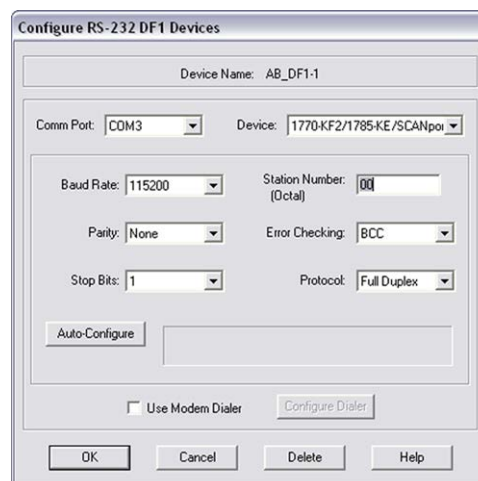 Configure RS-232 DF1 Devices
Device Name: AB_DF1-1
Comm Port: COM3 Device: 1770-KF2/1785-KE/SCANpor
Baud Rate: 115200 Station Number: 00
(Octal)
Parity: None Error Checking: BCC
Stop Bits: 1 Protocol: Full Duplex
Auto-Configure
Use Modem Dialer Configure Dialer
OK Cancel Delete Help